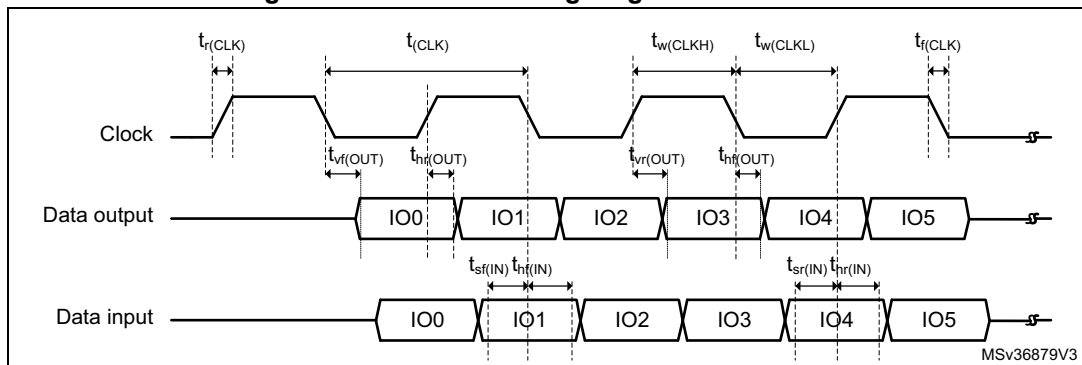 t_r(CLK) t_(CLK) t_w(CLKH) t_w(CLKL) t_f(CLK)
Clock
t_vf(OUT) t_hr(OUT) t_vr(OUT) t_hf(OUT)
Data output IO0 IO1 IO2 IO3 IO4 IO5
t_sf(IN) t_hf(IN) t_sr(IN) t_hr(IN)
Data input IO0 IO1 IO2 IO3 IO4 IO5
MSv36879V3